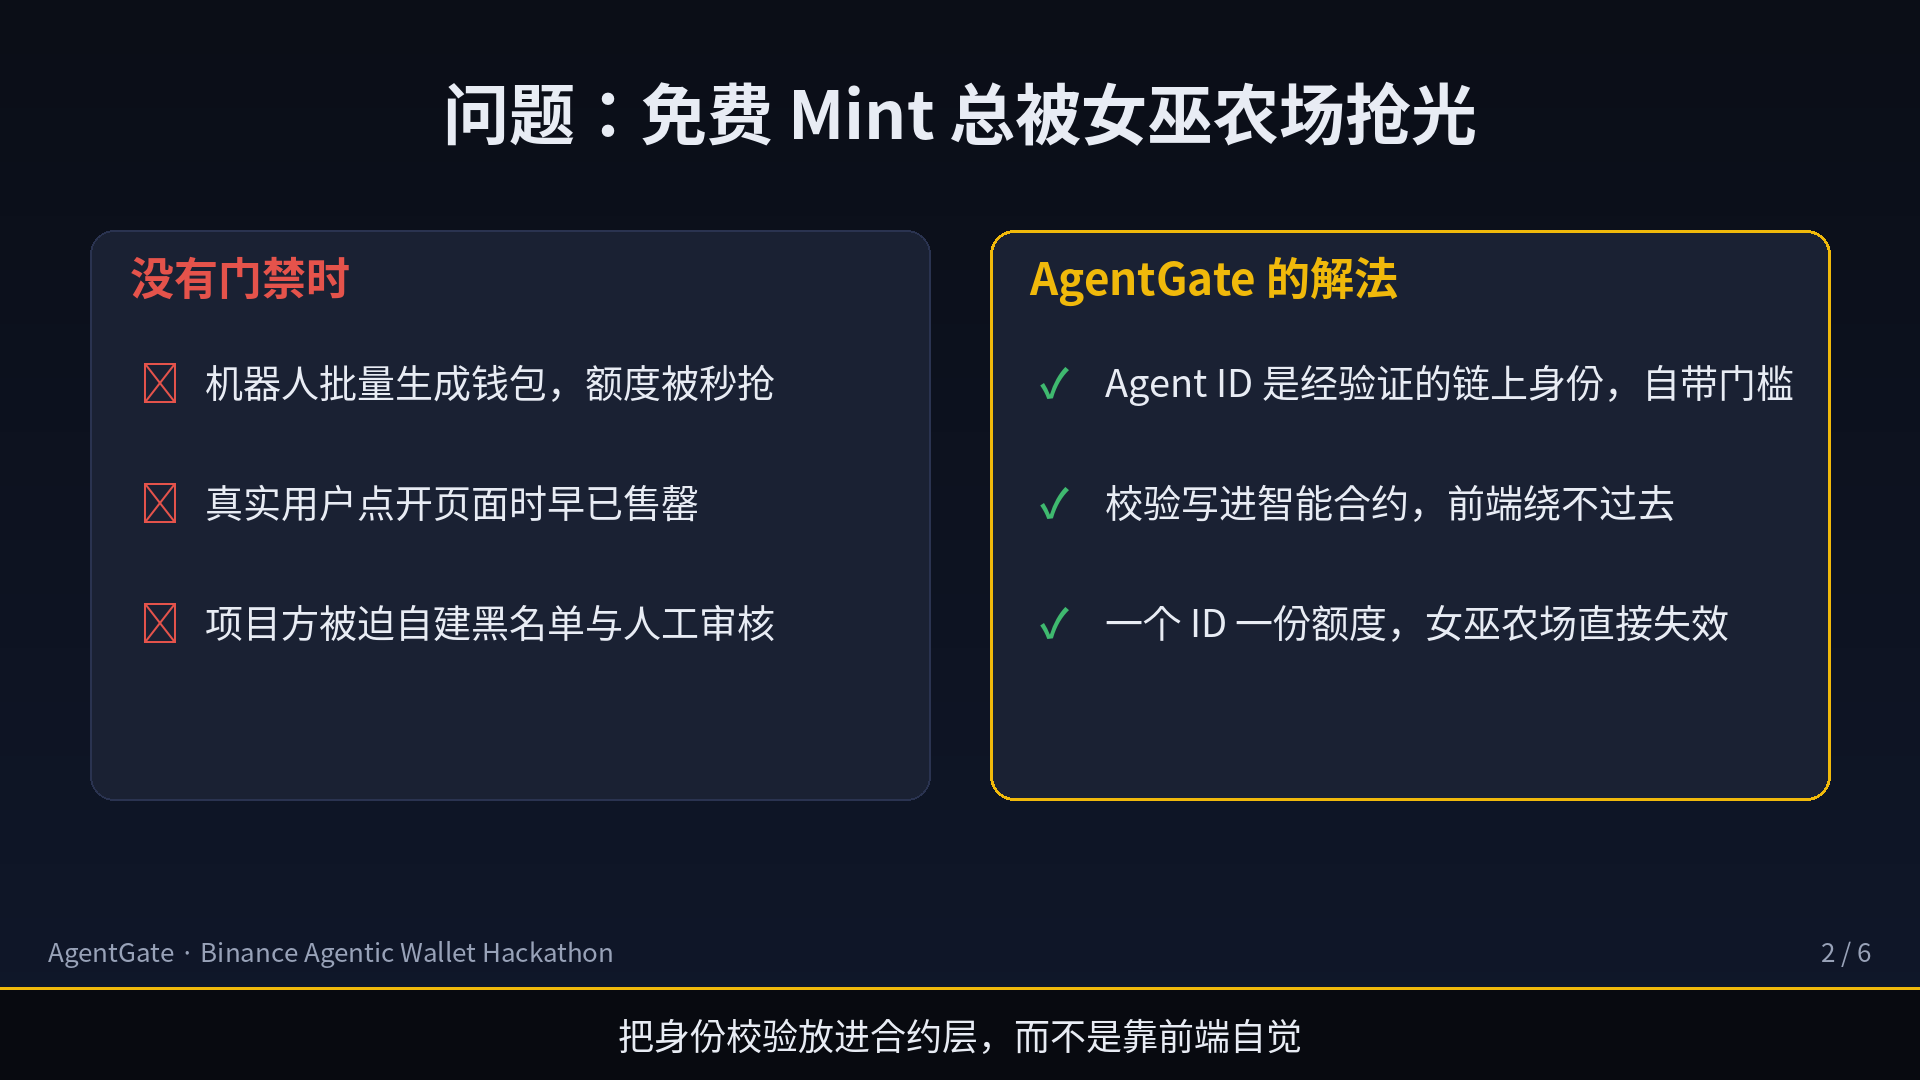 问题：免费 Mint 总被女巫农场抢光
没有门禁时
机器人批量生成钱包，额度被秒抢
真实用户点开页面时早已售罄
项目方被迫自建黑名单与人工审核
AgentGate 的解法
✓ Agent ID 是经验证的链上身份，自带门槛
✓ 校验写进智能合约，前端绕不过去
✓ 一个 ID 一份额度，女巫农场直接失效
AgentGate · Binance Agentic Wallet Hackathon
2 / 6
把身份校验放进合约层，而不是靠前端自觉